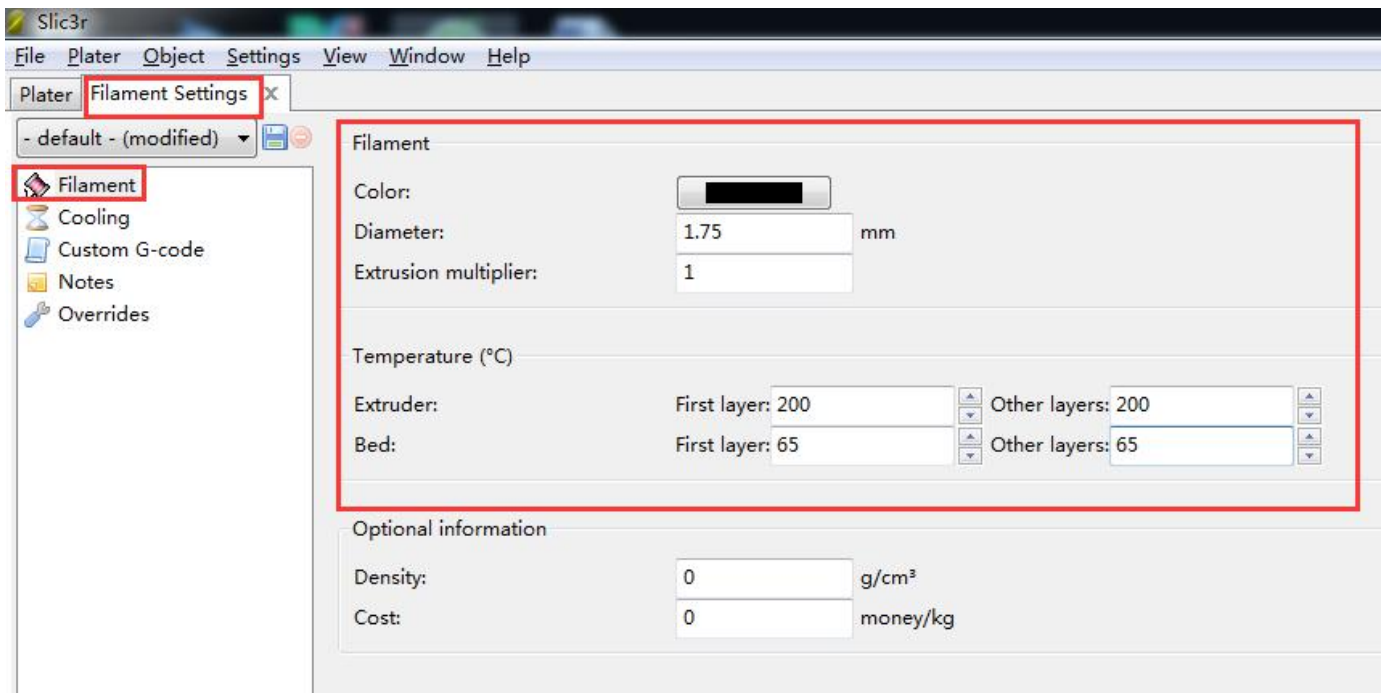 Slic3r
File Plater Object Settings View Window Help
Plater Filament Settings
- default - (modified)
Filament
Cooling
Custom G-code
Notes
Overrides
Filament
Color:
Diameter: 1.75 mm
Extrusion multiplier: 1
Temperature (°C)
Extruder: First layer: 200 Other layers: 200
Bed: First layer: 65 Other layers: 65
Optional information
Density: 0 g/cm³
Cost: 0 money/kg